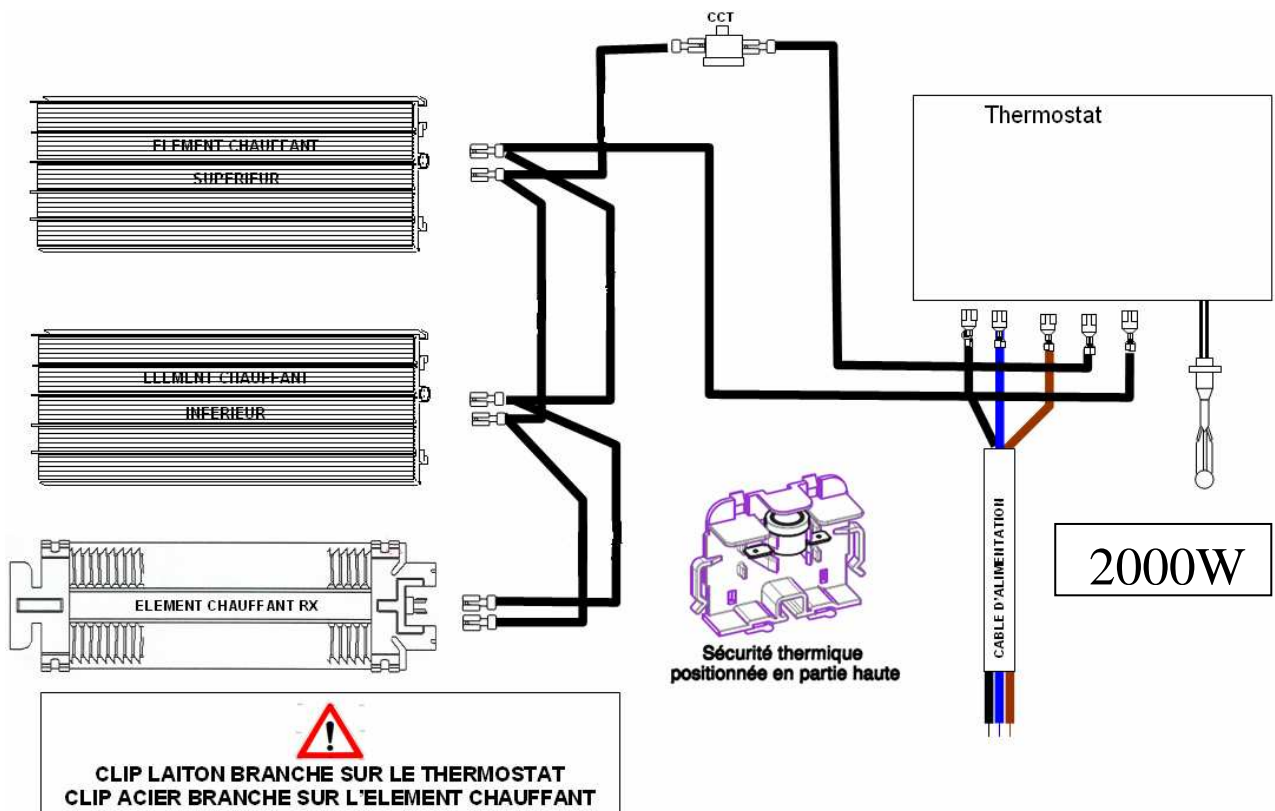 CCT
Thermostat
ELEMENT CHAUFFANT
SUPERIEUR
ELEMENT CHAUFFANT
INFERIEUR
ELEMENT CHAUFFANT RX
CABLE D'ALIMENTATION
2000W
Sécurité thermique
positionnée en partie haute
CLIP LAITON BRANCHE SUR LE THERMOSTAT
CLIP ACIER BRANCHE SUR L'ELEMENT CHAUFFANT